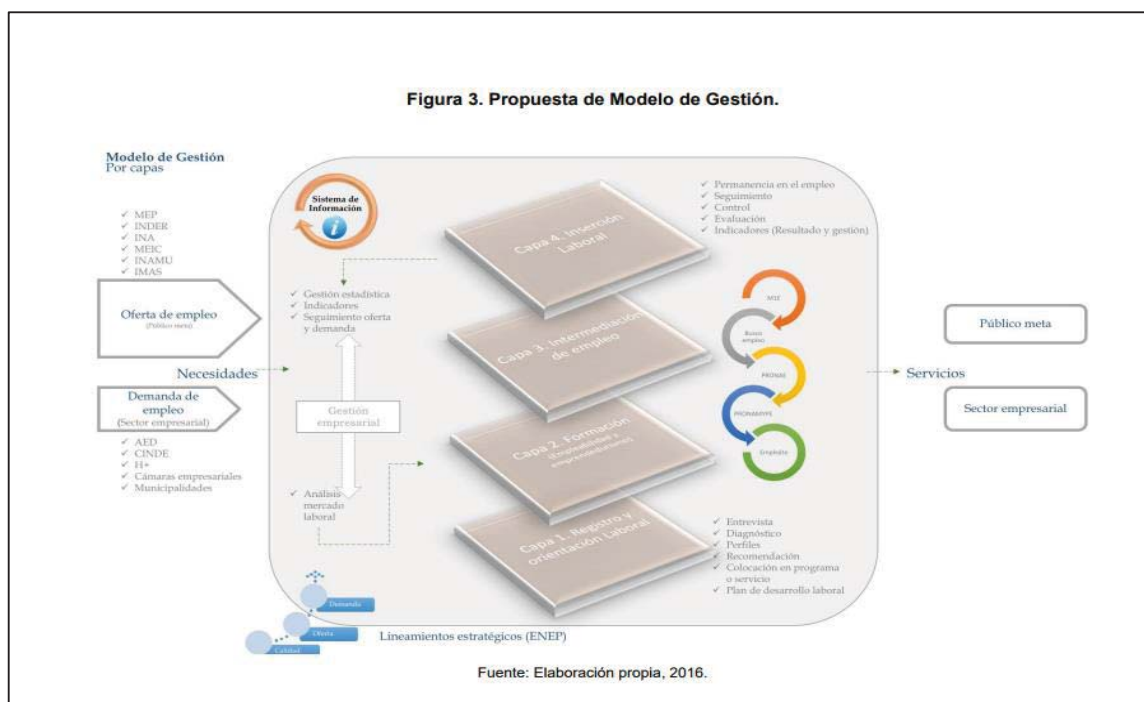 Figura 3. Propuesta de Modelo de Gestión.
Modelo de Gestión
Por capas
✓ MEP
✓ INDER
✓ INA
✓ MEIC
✓ INAMU
✓ IMAS
Oferta de empleo
(Público meta)
Necesidades
Demanda de
empleo
(Sector empresarial)
✓ AED
✓ CINDE
✓ H+
✓ Cámaras empresariales
✓ Municipalidades
Sistema de
Información
i
✓ Gestión estadística
✓ Indicadores
✓ Seguimiento oferta
y demanda
Gestión
empresarial
✓ Análisis
mercado
laboral
Capa 4. Inserción
Laboral
Capa 3. Intermediación
de empleo
Capa 2. Formación
(Empleabilidad y
emprendedurismo)
Capa 1. Registro y
orientación Laboral
✓ Permanencia en el empleo
✓ Seguimiento
✓ Control
✓ Evaluación
✓ Indicadores (Resultado y gestión)
Busco
empleo
PRONAE
PRONAMYPE
Empléate
✓ Entrevista
✓ Diagnóstico
✓ Perfiles
✓ Recomendación
✓ Colocación en programa
o servicio
✓ Plan de desarrollo laboral
Servicios
Público meta
Sector empresarial
Demanda
Oferta
Calidad
Lineamientos estratégicos (ENEP)
Fuente: Elaboración propia, 2016.